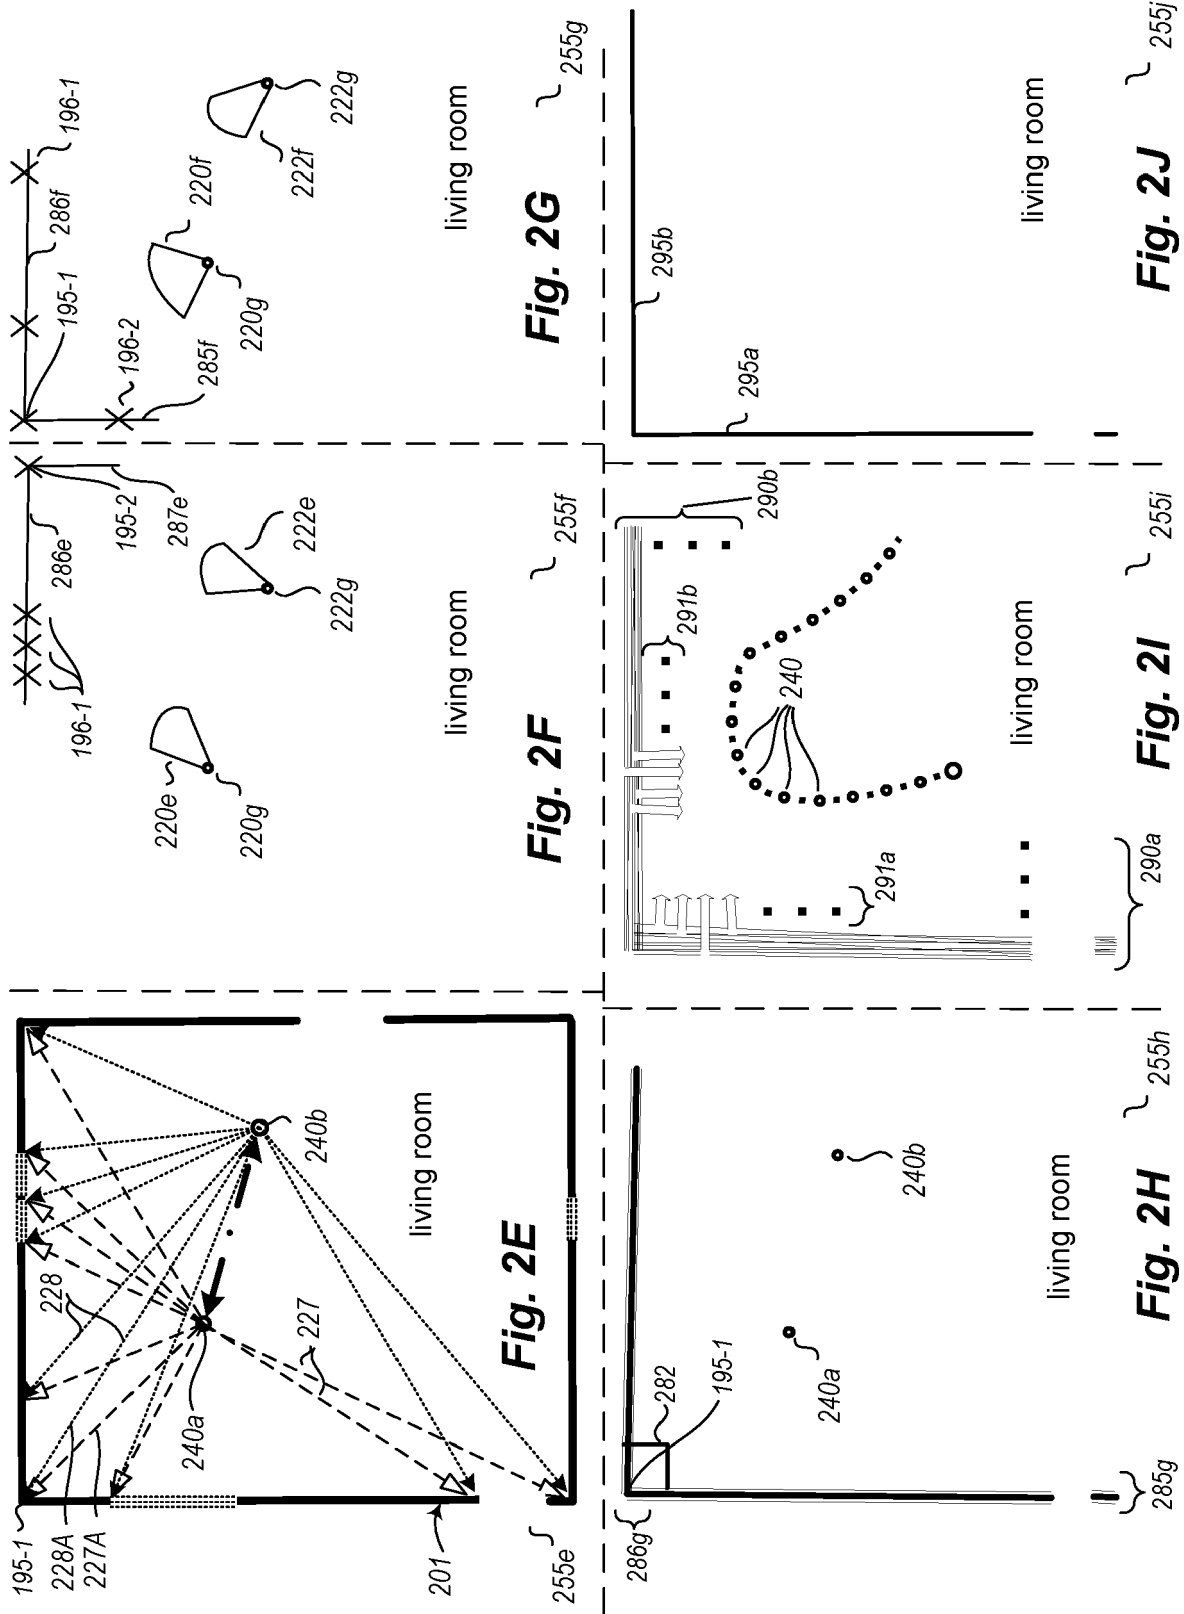 195-1
228A
227A
201
255e
228
240a
227
240b
living room
Fig. 2E
196-1
286e
195-2
287e
220e
220g
222e
222g
living room
255f
Fig. 2F
195-1
286f
196-1
196-2
285f
220f
220g
222f
222g
living room
255g
Fig. 2G
286g
285g
282
195-1
240a
240b
living room
255h
Fig. 2H
290a
291a
291b
290b
240
living room
255i
Fig. 2I
295a
295b
living room
255j
Fig. 2J